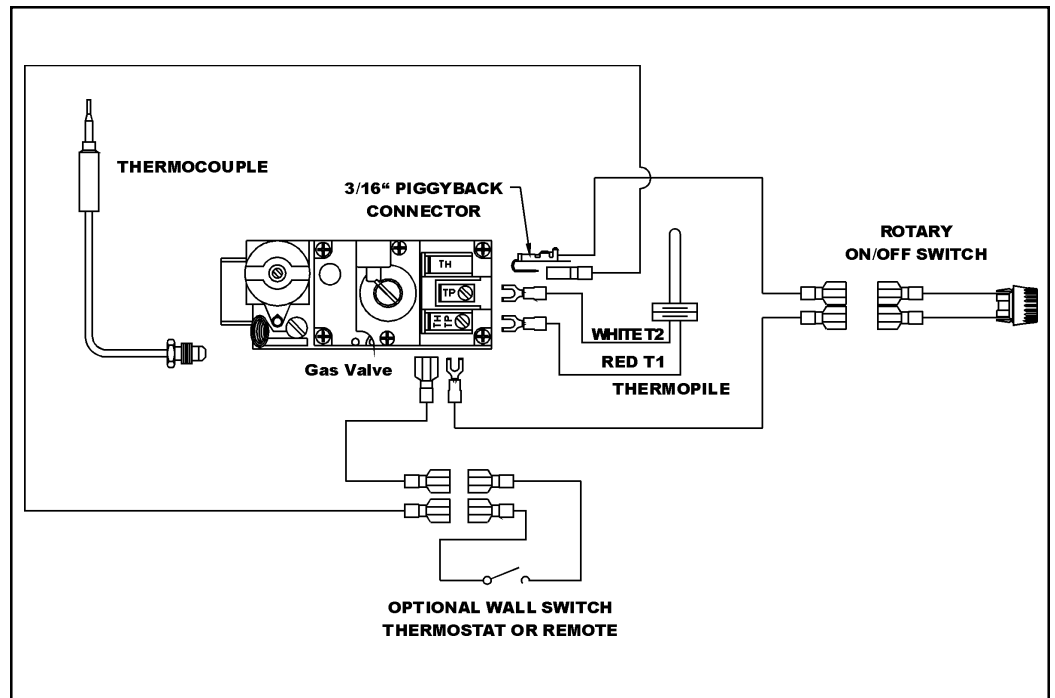 THERMOCOUPLE
3/16“ PIGGYBACK
CONNECTOR
ROTARY
ON/OFF SWITCH
TH
TP
TH
TP
WHITE T2
RED T1
THERMOPILE
Gas Valve
OPTIONAL WALL SWITCH
THERMOSTAT OR REMOTE